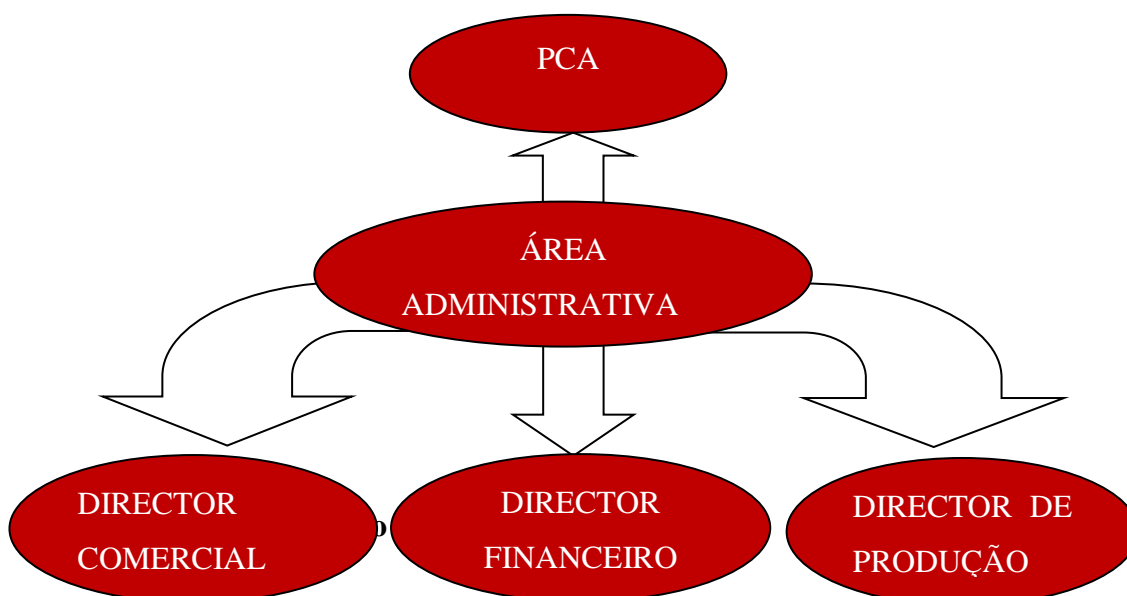 PCA
ÁREA
ADMINISTRATIVA
DIRECTOR
COMERCIAL
DIRECTOR
FINANCEIRO
DIRECTOR DE
PRODUÇÃO